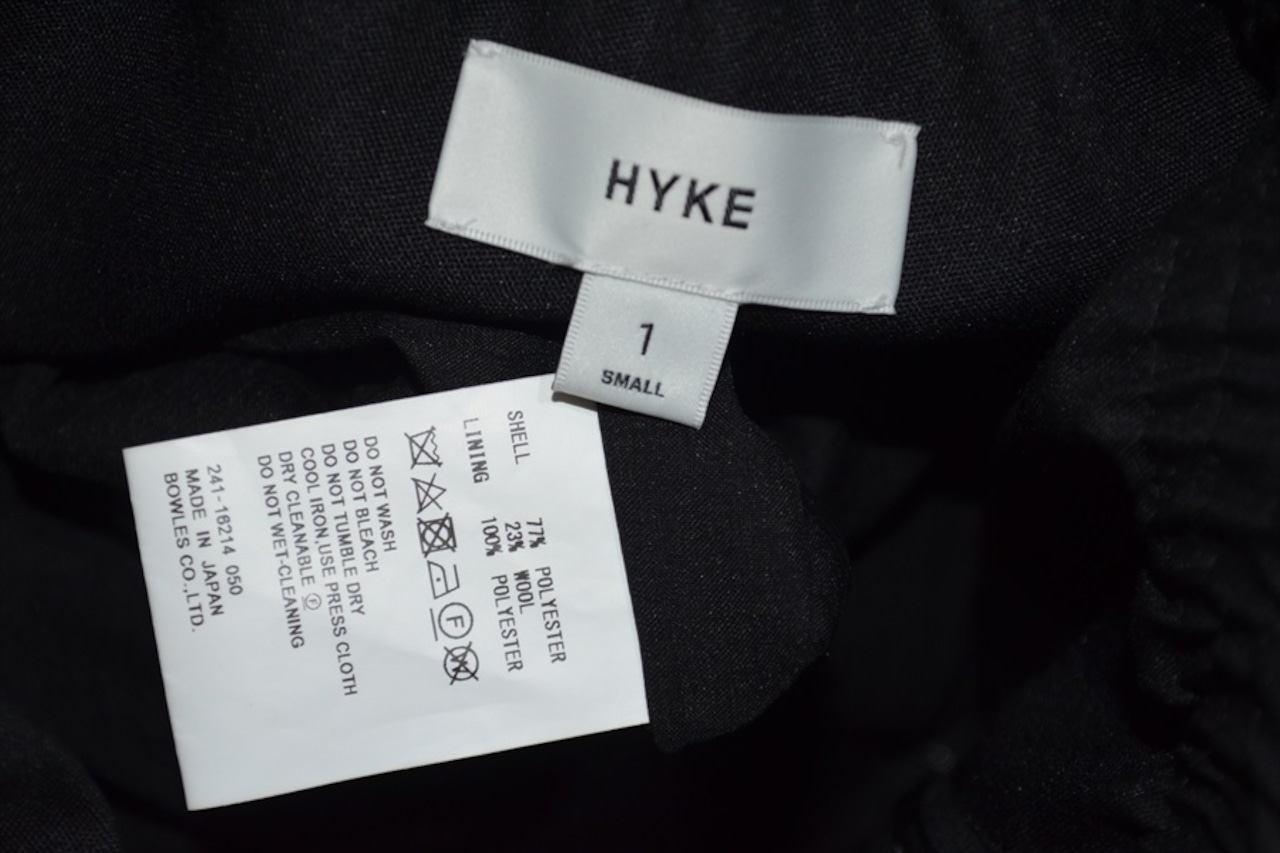 HYKE
1
SMALL
SHELL 77% POLYESTER
23% WOOL
LINING 100% POLYESTER
F
W
DO NOT WASH
DO NOT BLEACH
DO NOT TUMBLE DRY
COOL IRON,USE PRESS CLOTH
DRY CLEANABLE Ⓕ
DO NOT WET-CLEANING
241-16214 050
MADE IN JAPAN
BOWLES CO.,LTD.